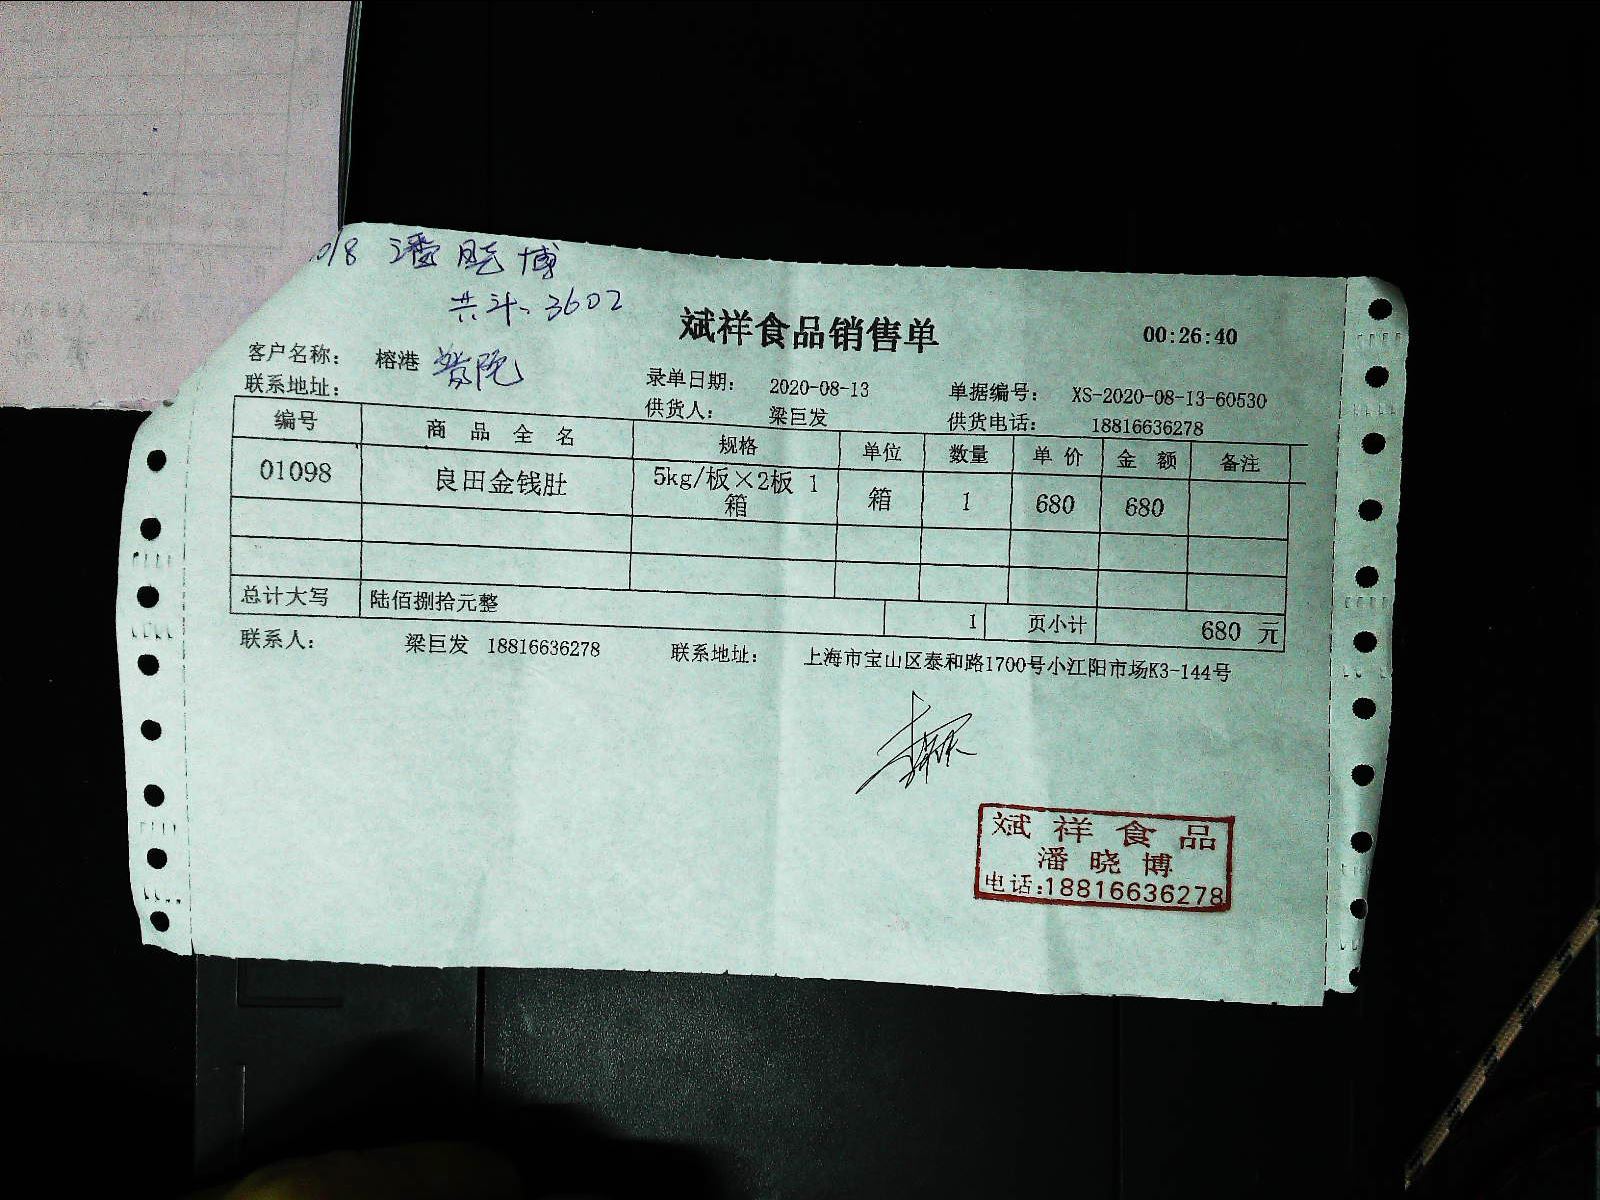 018 潘晓博
共计、3602
斌祥食品销售单 00:26:40
客户名称： 榕港 普陀
联系地址： 录单日期： 2020-08-13 单据编号： XS-2020-08-13-60530
供货人： 梁巨发 供货电话： 18816636278
编号 商品全名 规格 单位 数量 单价 金额 备注
01098 良田金钱肚 5kg/板×2板 1箱 箱 1 680 680
总计大写 陆佰捌拾元整 1 页小计 680 元
联系人： 梁巨发 18816636278 联系地址： 上海市宝山区泰和路1700号小江阳市场K3-144号
斌祥食品
潘晓博
电话:18816636278